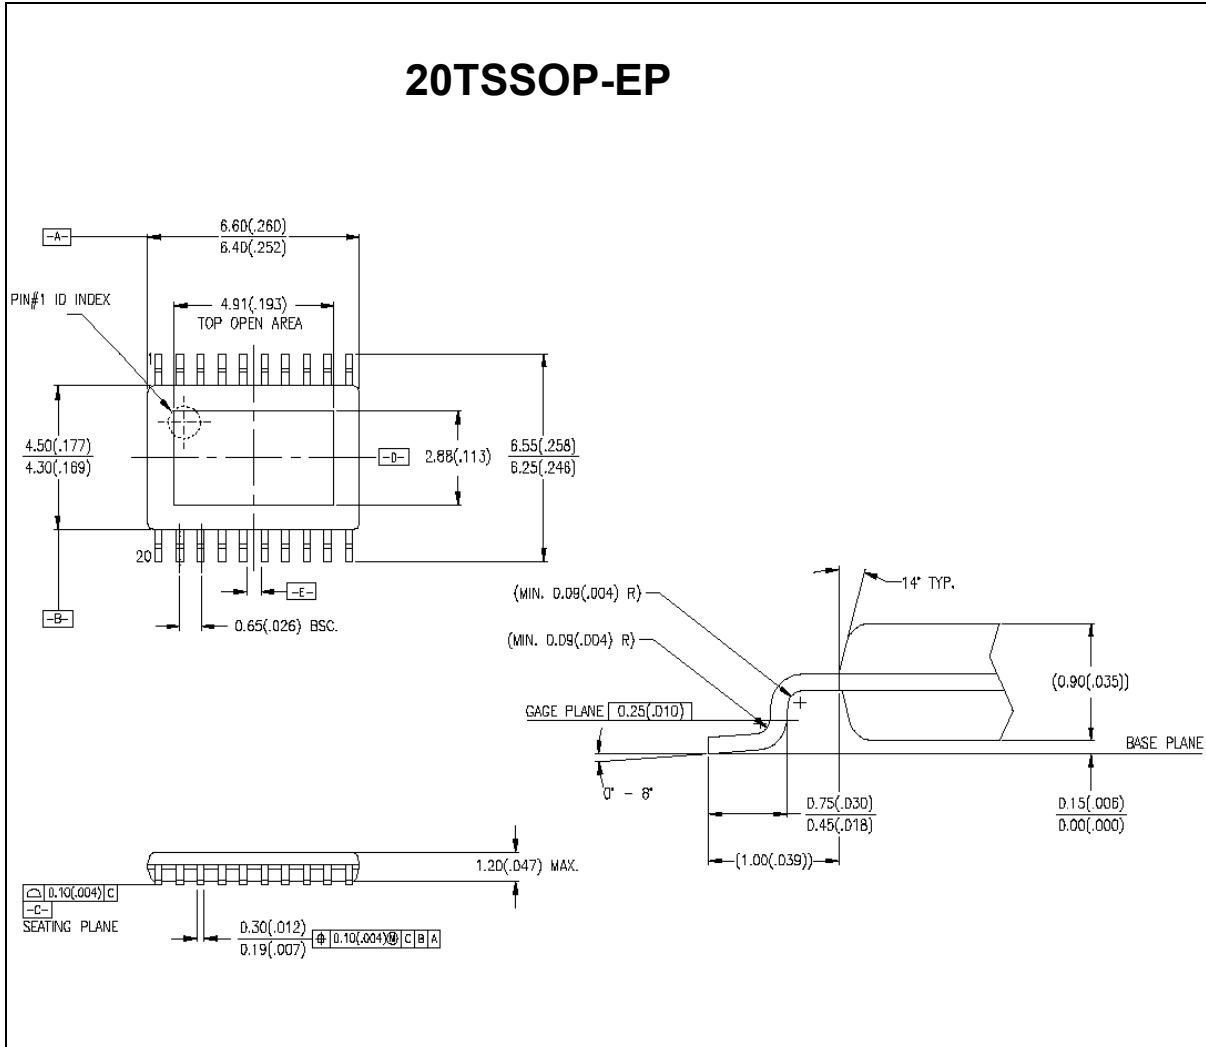 20TSSOP-EP
-A-
6.60(.260)
6.40(.252)
PIN#1 ID INDEX
4.91(.193)
TOP OPEN AREA
1
4.50(.177)
4.30(.169)
-D-
2.88(.113)
6.55(.258)
6.25(.246)
20
-E-
-B-
0.65(.026) BSC.
(MIN. 0.09(.004) R)
14° TYP.
(MIN. 0.09(.004) R)
(0.90(.035))
GAGE PLANE 0.25(.010)
BASE PLANE
0° - 8°
0.75(.030)
0.45(.018)
0.15(.006)
0.00(.000)
(1.00(.039))
1.20(.047) MAX.
0.10(.004) C
-C-
SEATING PLANE
0.30(.012)
0.19(.007)
0.10(.004)Ⓜ C B A